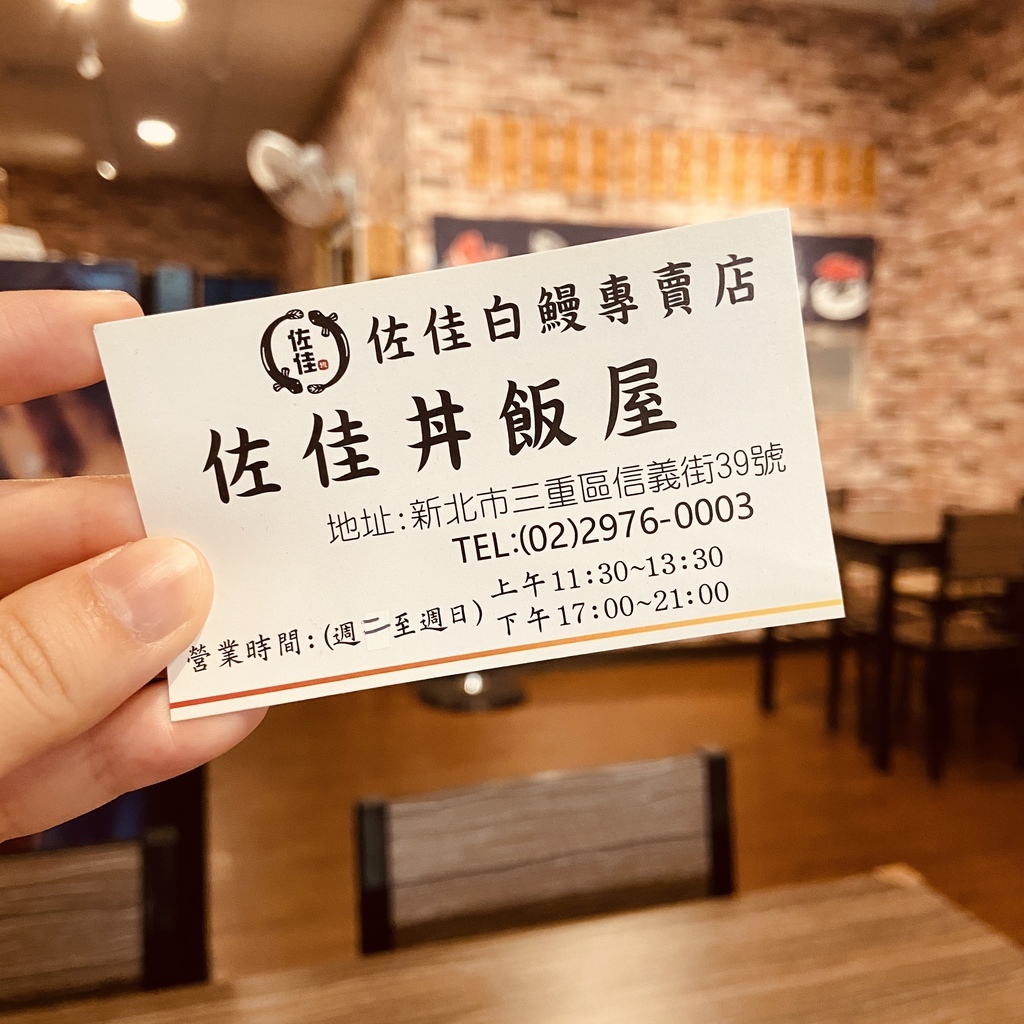 佐佳
佐佳白鰻專賣店
佐佳丼飯屋
地址:新北市三重區信義街39號
TEL:(02)2976-0003
營業時間:(週二至週日)
上午11:30~13:30
下午17:00~21:00